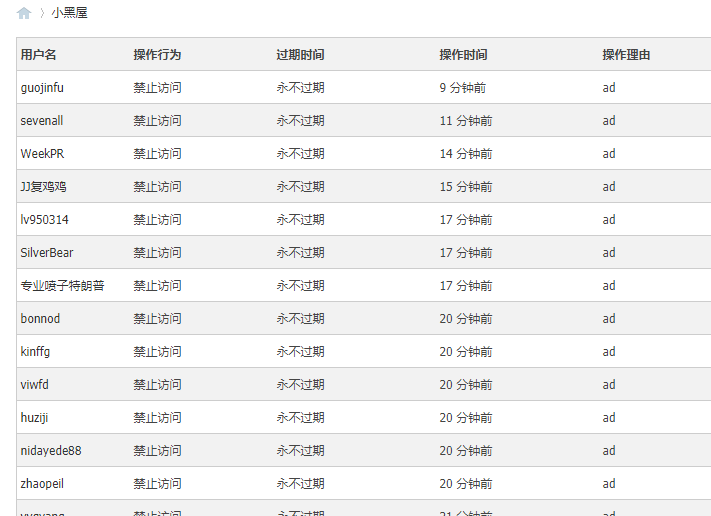 〉 小黑屋
用户名 操作行为 过期时间 操作时间 操作理由
guojinfu 禁止访问 永不过期 9 分钟前 ad
sevenall 禁止访问 永不过期 11 分钟前 ad
WeekPR 禁止访问 永不过期 14 分钟前 ad
JJ复鸡鸡 禁止访问 永不过期 15 分钟前 ad
lv950314 禁止访问 永不过期 17 分钟前 ad
SilverBear 禁止访问 永不过期 17 分钟前 ad
专业喷子特朗普 禁止访问 永不过期 17 分钟前 ad
bonnod 禁止访问 永不过期 20 分钟前 ad
kinffg 禁止访问 永不过期 20 分钟前 ad
viwfd 禁止访问 永不过期 20 分钟前 ad
huziji 禁止访问 永不过期 20 分钟前 ad
nidayede88 禁止访问 永不过期 20 分钟前 ad
zhaopeil 禁止访问 永不过期 20 分钟前 ad
禁止访问 永不过期 21 分钟前 ad